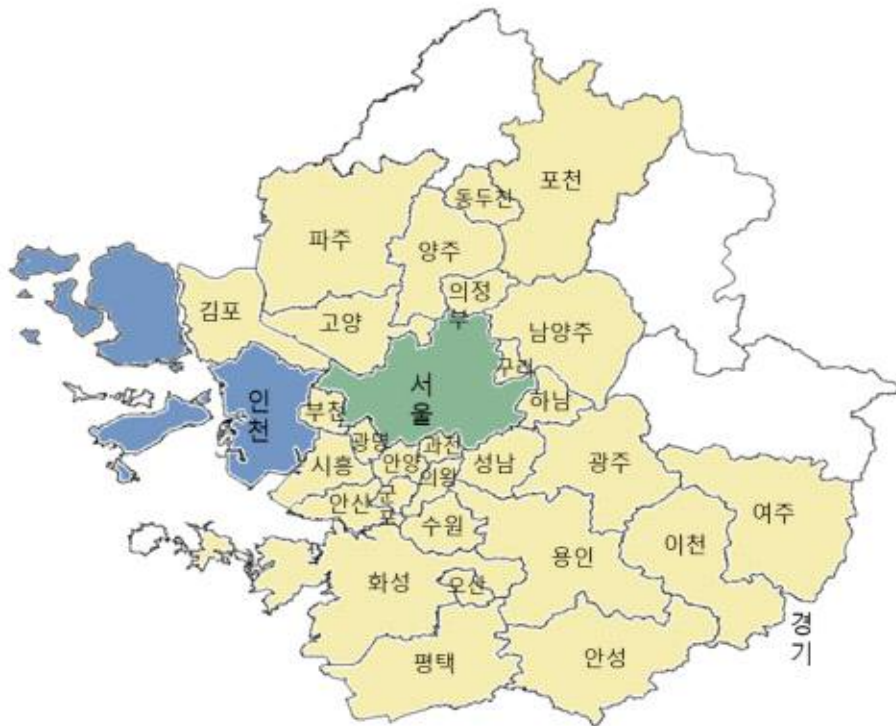 포천
동두천
파주
양주
의정
부
김포
고양
남양주
구리
서
울
하남
인
천
부천
광명
과천
시흥
안양
성남
광주
의왕
안산
군
포
수원
여주
이천
용인
화성
오산
경
기
평택
안성